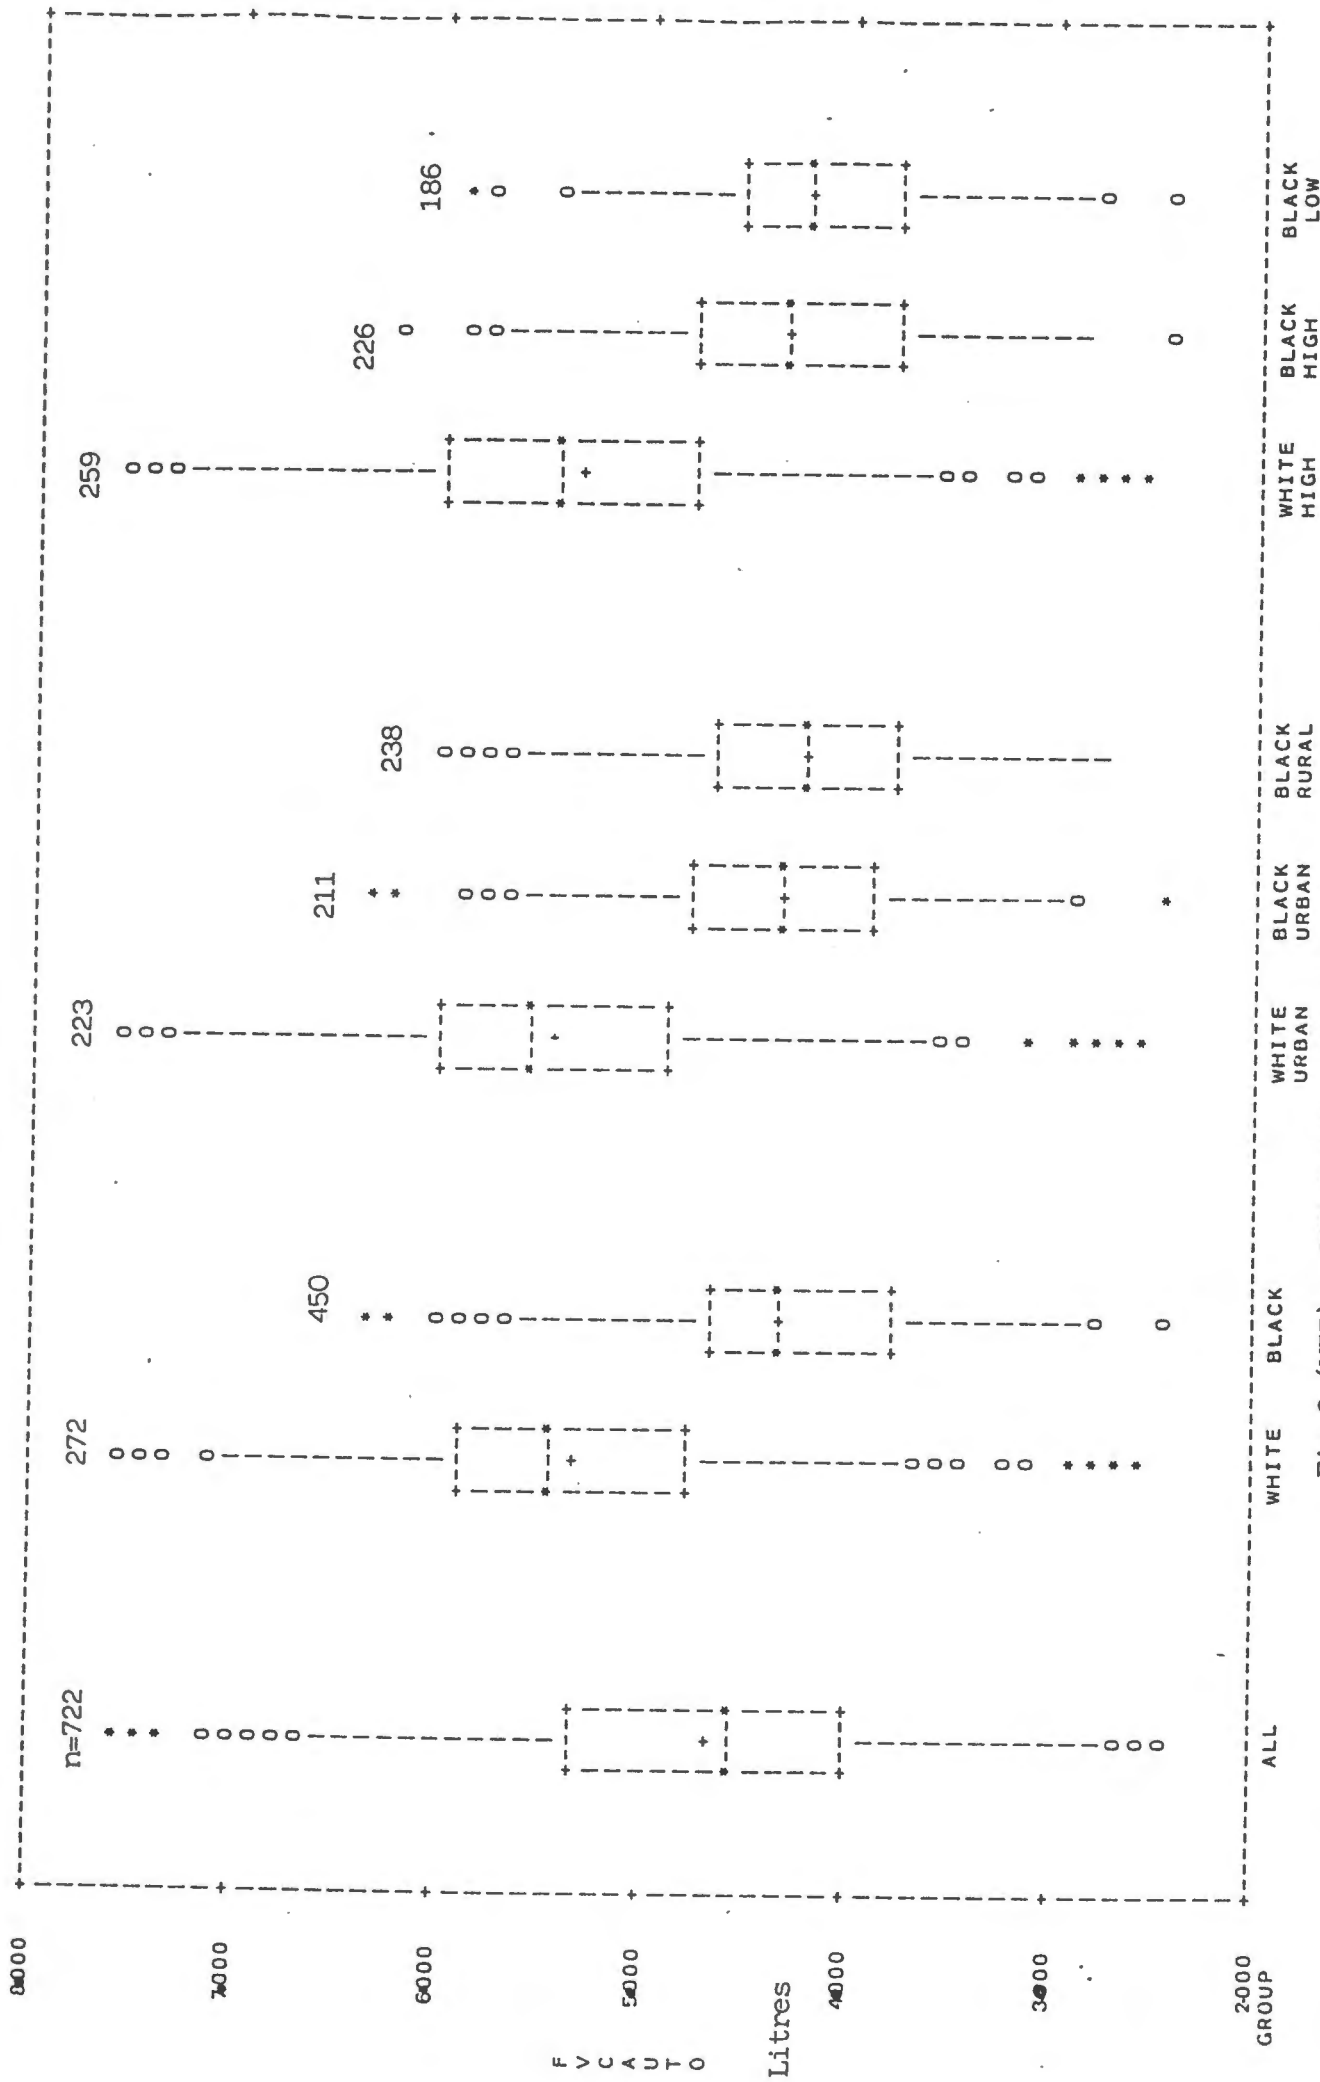 n=722
272
450
223
211
238
259
226
186
FVCAUTO
Litres
8000
7000
6000
5000
4000
3000
2000
GROUP
ALL
WHITE
BLACK
WHITE URBAN
BLACK URBAN
BLACK RURAL
WHITE HIGH
BLACK HIGH
BLACK LOW